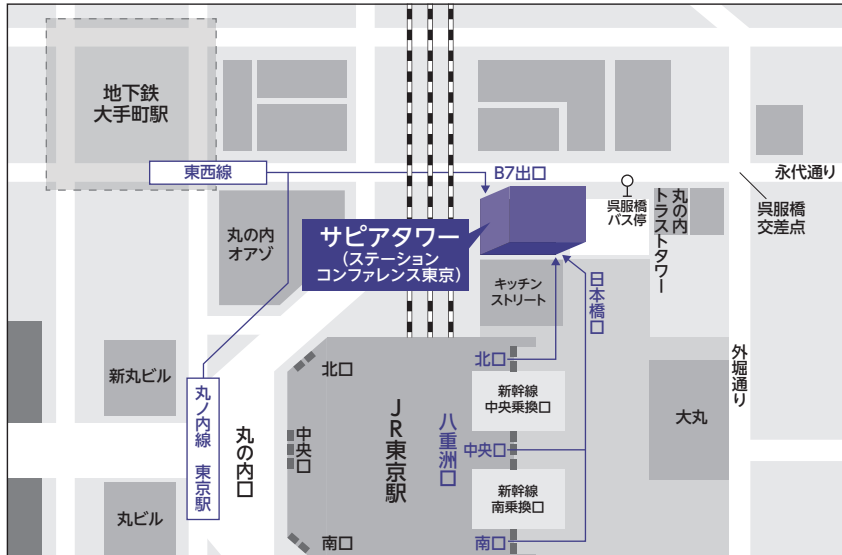 地下鉄
大手町駅
東西線
B7出口
永代通り
呉服橋
バス停
丸の内
トラストタワー
呉服橋
交差点
丸の内
オアゾ
サピアタワー
(ステーション
コンファレンス東京)
キッチン
ストリート
日本橋口
新丸ビル
丸ノ内線 東京駅
丸の内口
北口
中央口
南口
JR東京駅
八重洲口
北口
新幹線
中央乗換口
中央口
新幹線
南乗換口
南口
大丸
外堀通り
丸ビル